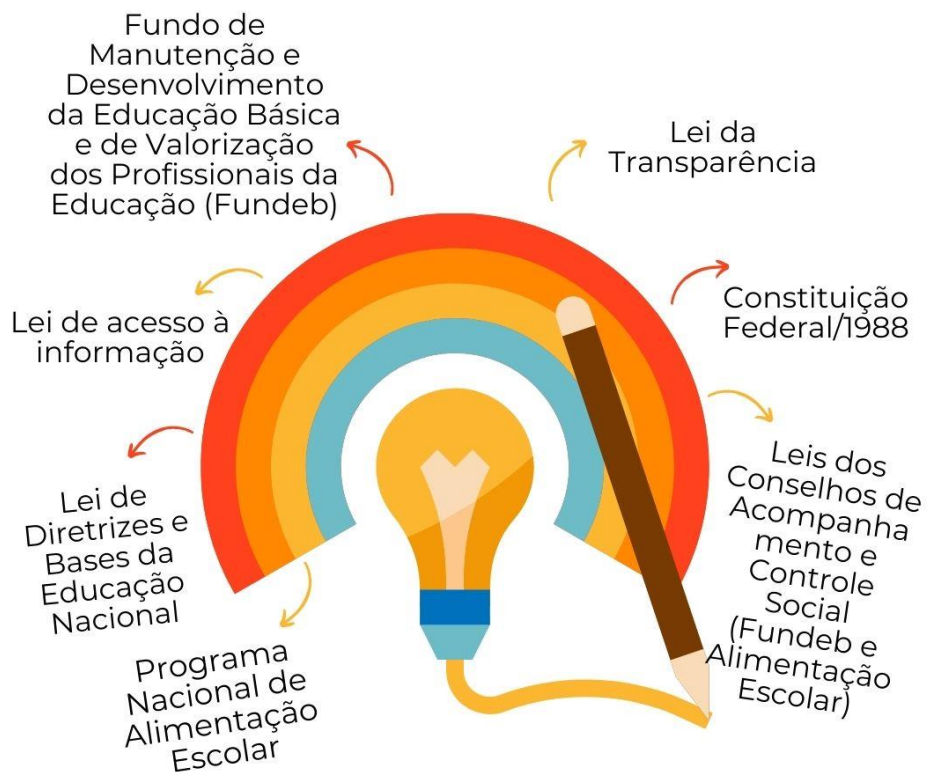 Fundo de
Manutenção e
Desenvolvimento
da Educação Básica
e de Valorização
dos Profissionais da
Educação (Fundeb)
Lei da
Transparência
Lei de acesso à
informação
Constituição
Federal/1988
Lei de
Diretrizes e
Bases da
Educação
Nacional
Leis dos
Conselhos de
Acompanha
mento e
Controle
Social
(Fundeb e
Alimentação
Escolar)
Programa
Nacional de
Alimentação
Escolar